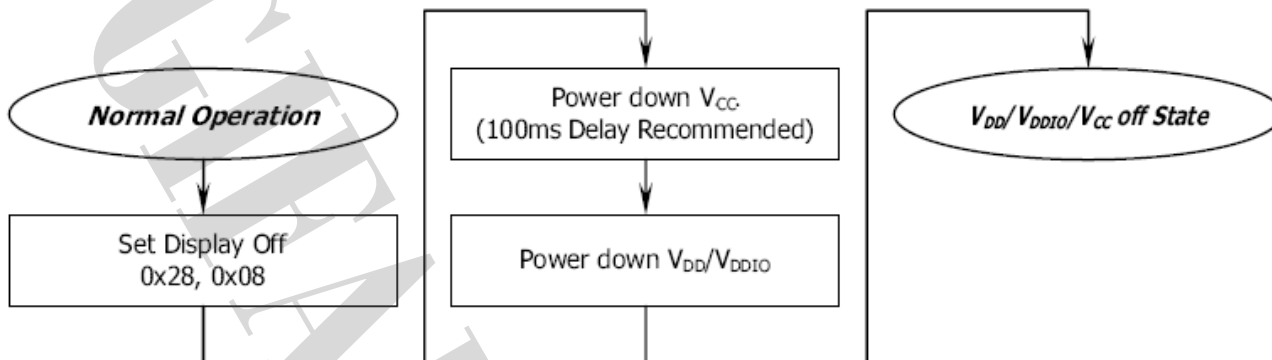 Normal Operation
Set Display Off
0x28, 0x08
Power down VCC.
(100ms Delay Recommended)
Power down VDD/VDDIO
VDD/VDDIO/VCC off State